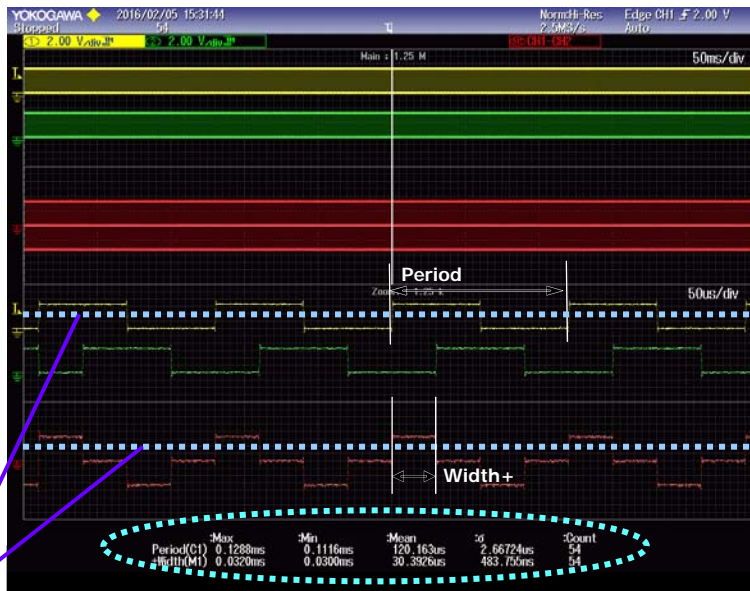 YOKOGAWA 2016/02/05 15:31:44 Norm:Hi-Res Edge CH1 2.00 V
Stopped 54 2.5MS/s Auto
1 2.00 V/div 2 2.00 V/div CH1-CH2
Main : 1.25 M 50ms/div
Period
Zoom 1.25 k 50us/div
Width+
:Max :Min :Mean :σ :Count
Period(C1) 0.1288ms 0.1116ms 120.163us 2.66724us 54
+Width(M1) 0.0320ms 0.0300ms 30.3926us 483.755ns 54